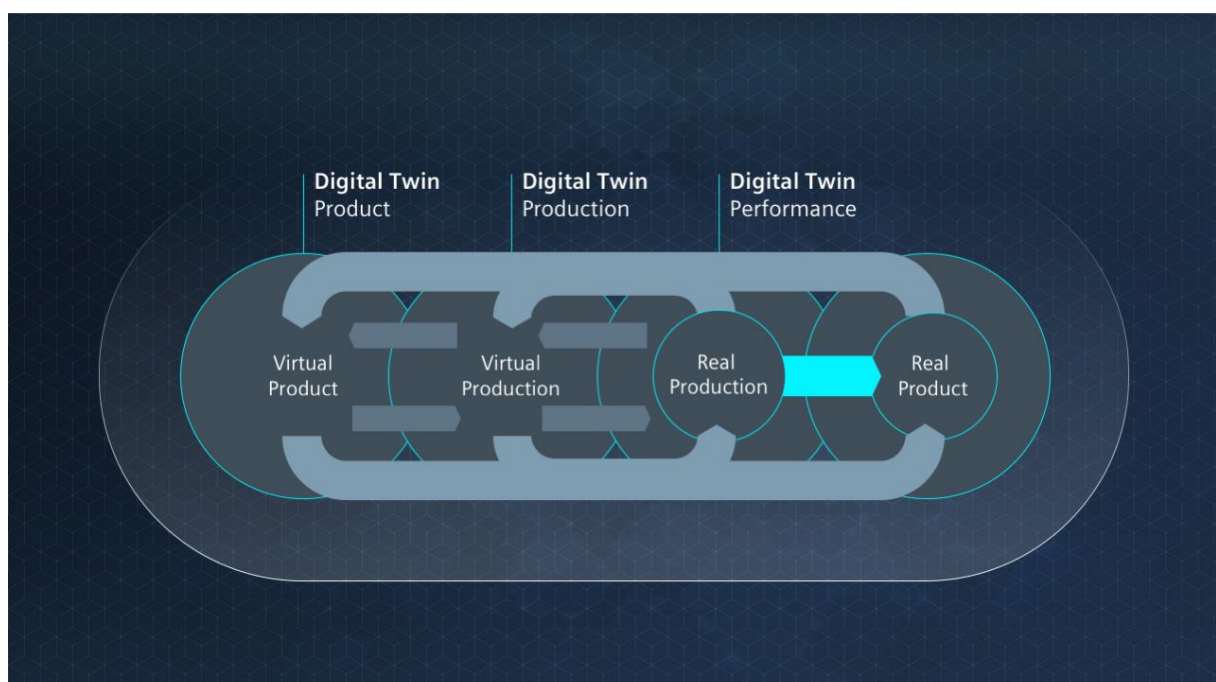 Digital Twin
Product
Digital Twin
Production
Digital Twin
Performance
Virtual
Product
Virtual
Production
Real
Production
Real
Product